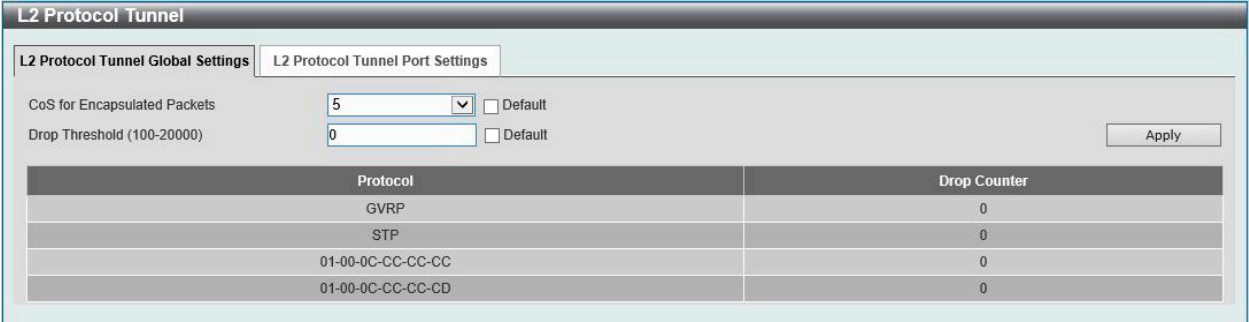 L2 Protocol Tunnel
L2 Protocol Tunnel Global Settings L2 Protocol Tunnel Port Settings
CoS for Encapsulated Packets 5 Default
Drop Threshold (100-20000) 0 Default Apply
Protocol Drop Counter
GVRP 0
STP 0
01-00-0C-CC-CC-CC 0
01-00-0C-CC-CC-CD 0